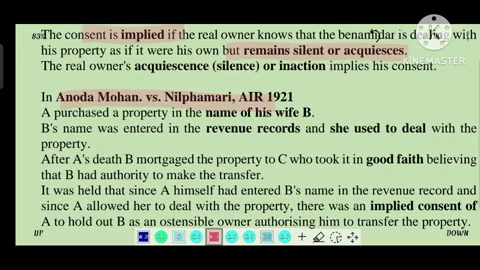 The consent is implied if the real owner knows that the benamidar is dealing with
his property as if it were his own but remains silent or acquiesces.
The real owner's acquiescence (silence) or inaction implies his consent.
In Anoda Mohan. vs. Nilphamari, AIR 1921
A purchased a property in the name of his wife B.
B's name was entered in the revenue records and she used to deal with the
property.
After A's death B mortgaged the property to C who took it in good faith believing
that B had authority to make the transfer.
It was held that since A himself had entered B's name in the revenue record and
since A allowed her to deal with the property, there was an implied consent of
A to hold out B as an ostensible owner authorising him to transfer the property.
UP DOWN
KINEMASTER